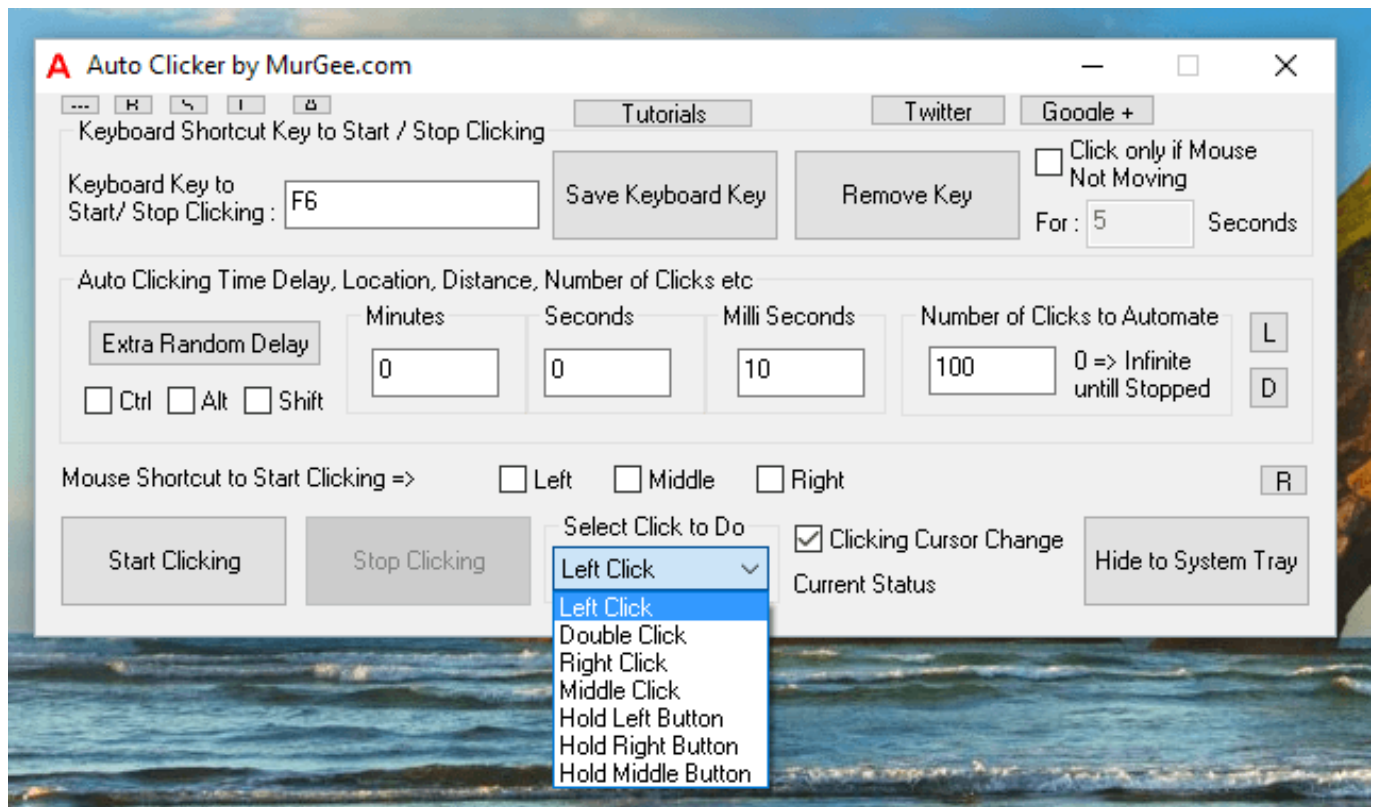 Auto Clicker by MurGee.com
...
Tutorials
Twitter
Google +
Keyboard Shortcut Key to Start / Stop Clicking
Keyboard Key to
Start/ Stop Clicking :
F6
Save Keyboard Key
Remove Key
Click only if Mouse
Not Moving
For : 5 Seconds
Auto Clicking Time Delay, Location, Distance, Number of Clicks etc
Extra Random Delay
Minutes
0
Seconds
0
Milli Seconds
10
Number of Clicks to Automate
100
0 => Infinite
untill Stopped
L
D
Ctrl Alt Shift
Mouse Shortcut to Start Clicking => Left Middle Right
R
Start Clicking
Stop Clicking
Select Click to Do
Left Click
Clicking Cursor Change
Current Status
Hide to System Tray
Left Click
Double Click
Right Click
Middle Click
Hold Left Button
Hold Right Button
Hold Middle Button